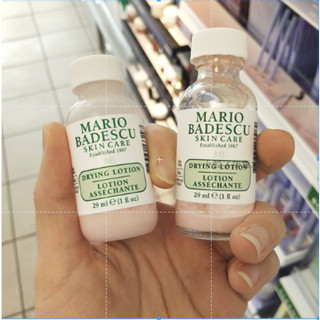 MARIO
BADESCU
SKIN CARE
Established 1967
DRYING LOTION
LOTION
ASSÉCHANTE
29 ml ℮ (1 fl oz)
MARIO
BADESCU
SKIN CARE
Established 1967
DRYING LOTION
LOTION
ASSÉCHANTE
29 ml ℮ (1 fl oz)